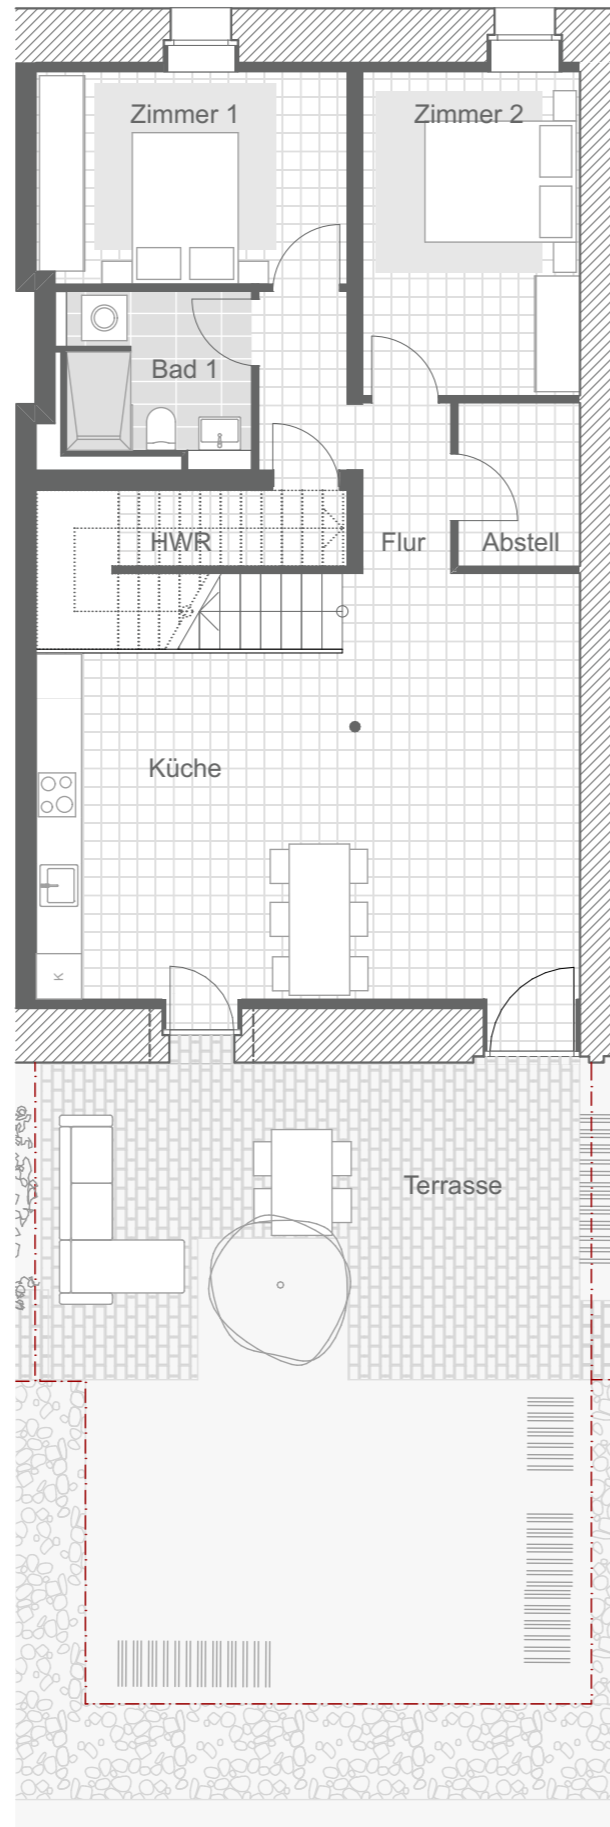 Zimmer 1
Zimmer 2
Bad 1
HWR
Flur
Abstell
Küche
K
Terrasse